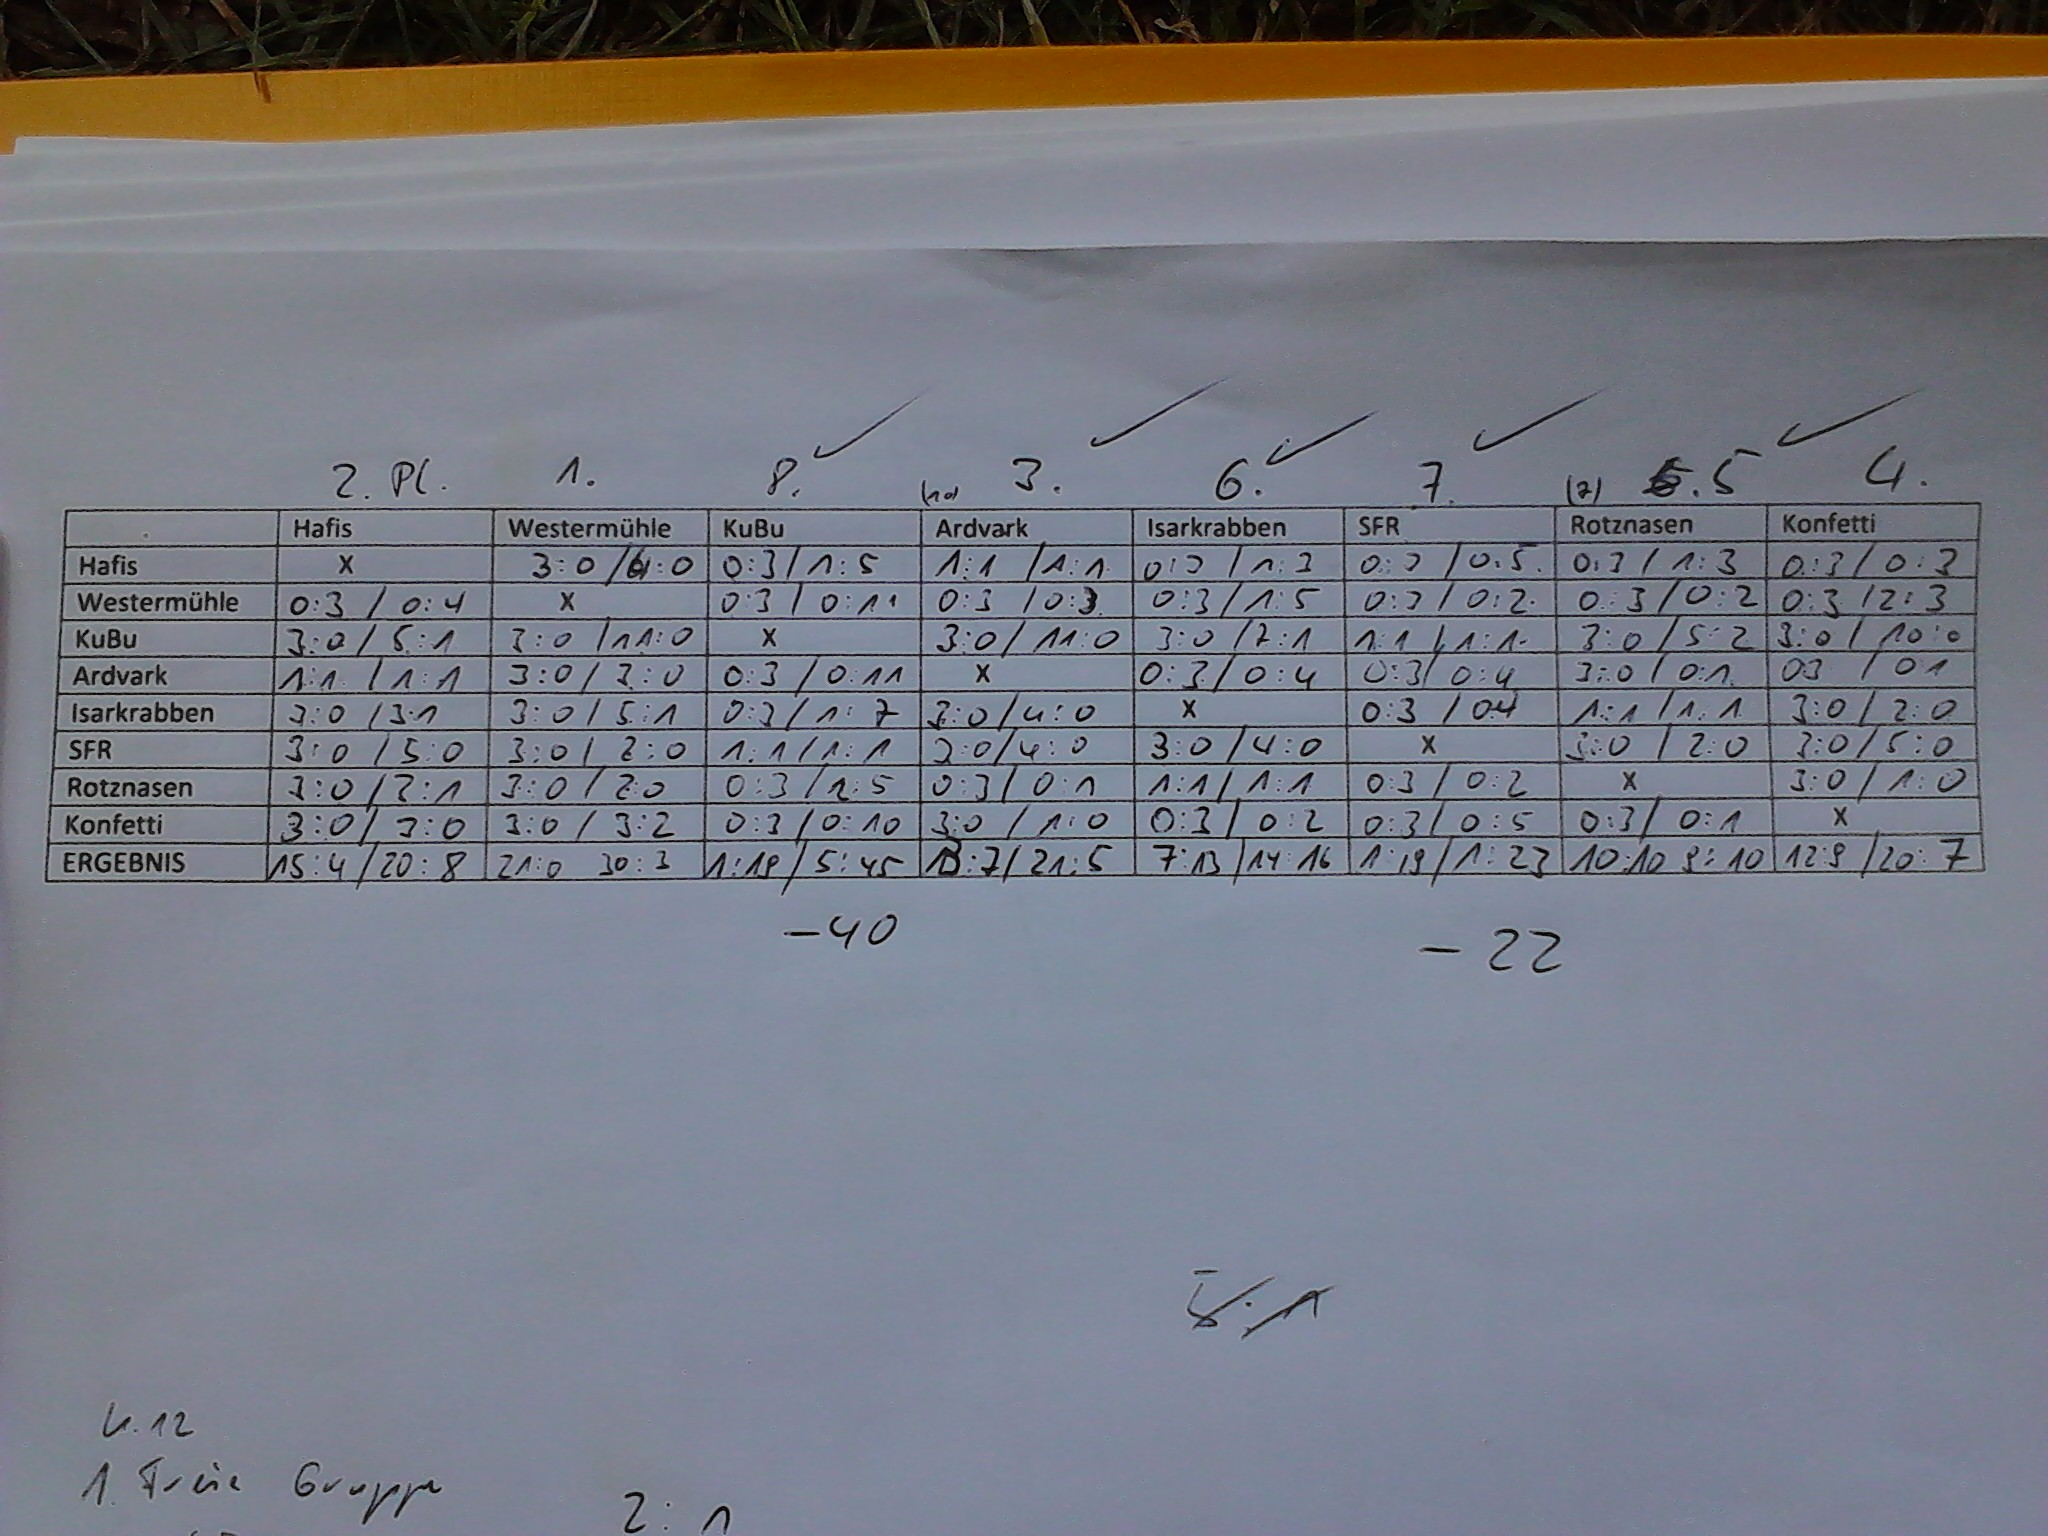 2. Pl. 1. 8. (10) 3. 6. 7. (7) .5 4.
Hafis Westermühle KuBu Ardvark Isarkrabben SFR Rotznasen Konfetti
Hafis X 3:0 / 4:0 0:3 / 1:5 1:1 / 1:1 0:3 / 1:3 0:3 / 0:5. 0:3 / 1:3 0:3 / 0:3
Westermühle 0:3 / 0:4 X 0:3 / 0:11 0:3 / 0:3 0:3 / 1:5 0:3 / 0:2 0:3 / 0:2 0:3 / 2:3
KuBu 3:0 / 5:1 3:0 / 11:0 X 3:0 / 11:0 3:0 / 7:1 1:1 / 1:1 3:0 / 5:2 3:0 / 10:0
Ardvark 1:1 / 1:1 3:0 / 3:0 0:3 / 0:11 X 0:3 / 0:4 0:3 / 0:4 3:0 / 0:1 03 / 01
Isarkrabben 3:0 / 3:1 3:0 / 5:1 0:3 / 1:7 3:0 / 4:0 X 0:3 / 04 1:1 / 1:1 3:0 / 2:0
SFR 3:0 / 5:0 3:0 / 2:0 1:1 / 1:1 3:0 / 4:0 3:0 / 4:0 X 3:0 / 2:0 3:0 / 5:0
Rotznasen 3:0 / 3:1 3:0 / 2:0 0:3 / 2:5 0:3 / 0:1 1:1 / 1:1 0:3 / 0:2 X 3:0 / 1:0
Konfetti 3:0 / 3:0 3:0 / 3:2 0:3 / 0:10 3:0 / 1:0 0:3 / 0:2 0:3 / 0:5 0:3 / 0:1 X
ERGEBNIS 15:4 / 20:8 21:0 30:3 1:19 / 5:45 13:7 / 21:5 7:13 / 14:16 1:19 / 1:23 10:10 9:10 12:9 / 20:7
-40 -22
5:1
U.12
1. Freie Gruppe
2:1